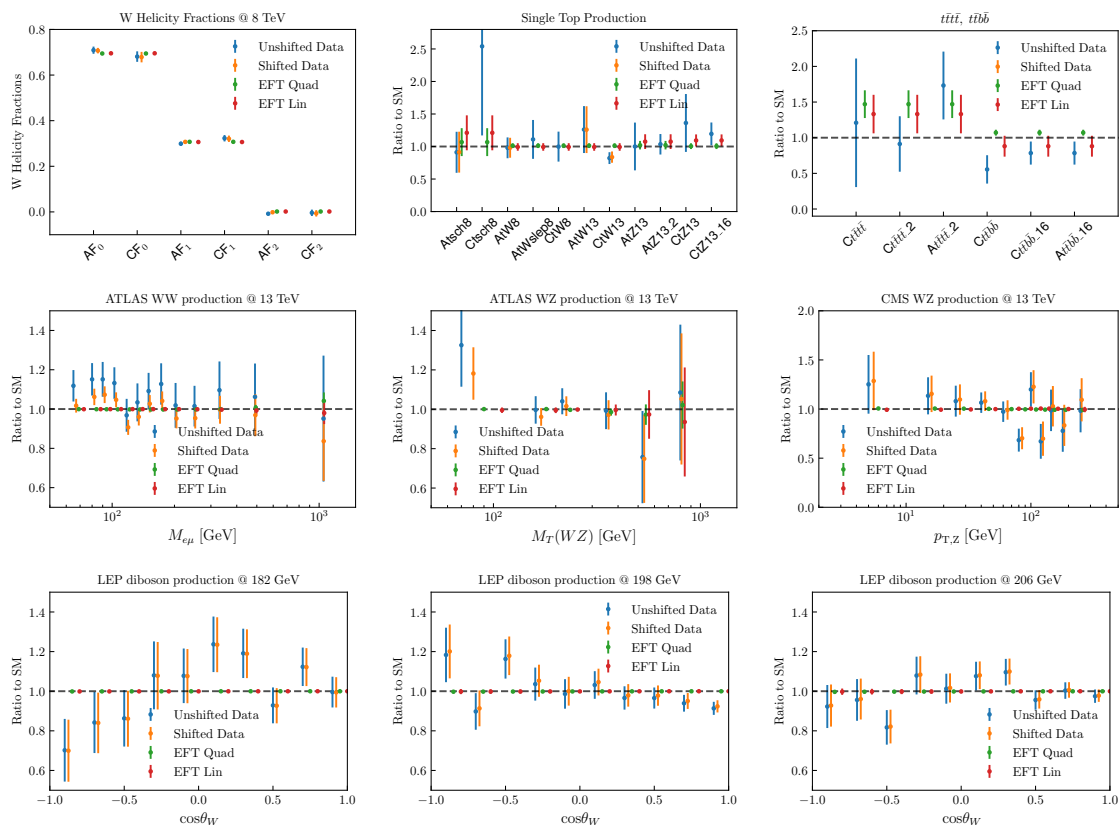 W Helicity Fractions @ 8 TeV
W Helicity Fractions
0.8
0.6
0.4
0.2
0.0
Unshifted Data
Shifted Data
EFT Quad
EFT Lin
AF₀
CF₀
AF₁
CF₁
AF₂
CF₂
Single Top Production
Ratio to SM
2.5
2.0
1.5
1.0
0.5
0.0
Unshifted Data
Shifted Data
EFT Quad
EFT Lin
Atsch8
Ctsch8
AtW8
AtWslep8
CtW8
AtW13
CtW13
AtZ13
AtZ13_2
CtZ13
CtZ13_16
tt̄tt̄, tt̄bb̄
Ratio to SM
2.5
2.0
1.5
1.0
0.5
0.0
Unshifted Data
Shifted Data
EFT Quad
EFT Lin
Ctt̄tt̄
Ctt̄tt̄_2
Att̄tt̄_2
Ctt̄bb̄
Ctt̄bb̄_16
Att̄bb̄_16
ATLAS WW production @ 13 TeV
Ratio to SM
1.4
1.2
1.0
0.8
0.6
Unshifted Data
Shifted Data
EFT Quad
EFT Lin
10²
10³
M_{eμ} [GeV]
ATLAS WZ production @ 13 TeV
Ratio to SM
1.4
1.2
1.0
0.8
0.6
Unshifted Data
Shifted Data
EFT Quad
EFT Lin
10²
10³
M_T(WZ) [GeV]
CMS WZ production @ 13 TeV
Ratio to SM
2.0
1.5
1.0
0.5
0.0
Unshifted Data
Shifted Data
EFT Quad
EFT Lin
10¹
10²
p_{T,Z} [GeV]
LEP diboson production @ 182 GeV
Ratio to SM
1.4
1.2
1.0
0.8
0.6
Unshifted Data
Shifted Data
EFT Quad
EFT Lin
−1.0
−0.5
0.0
0.5
1.0
cosθ_W
LEP diboson production @ 198 GeV
Ratio to SM
1.4
1.2
1.0
0.8
0.6
Unshifted Data
Shifted Data
EFT Quad
EFT Lin
−1.0
−0.5
0.0
0.5
1.0
cosθ_W
LEP diboson production @ 206 GeV
Ratio to SM
1.4
1.2
1.0
0.8
0.6
Unshifted Data
Shifted Data
EFT Quad
EFT Lin
−1.0
−0.5
0.0
0.5
1.0
cosθ_W